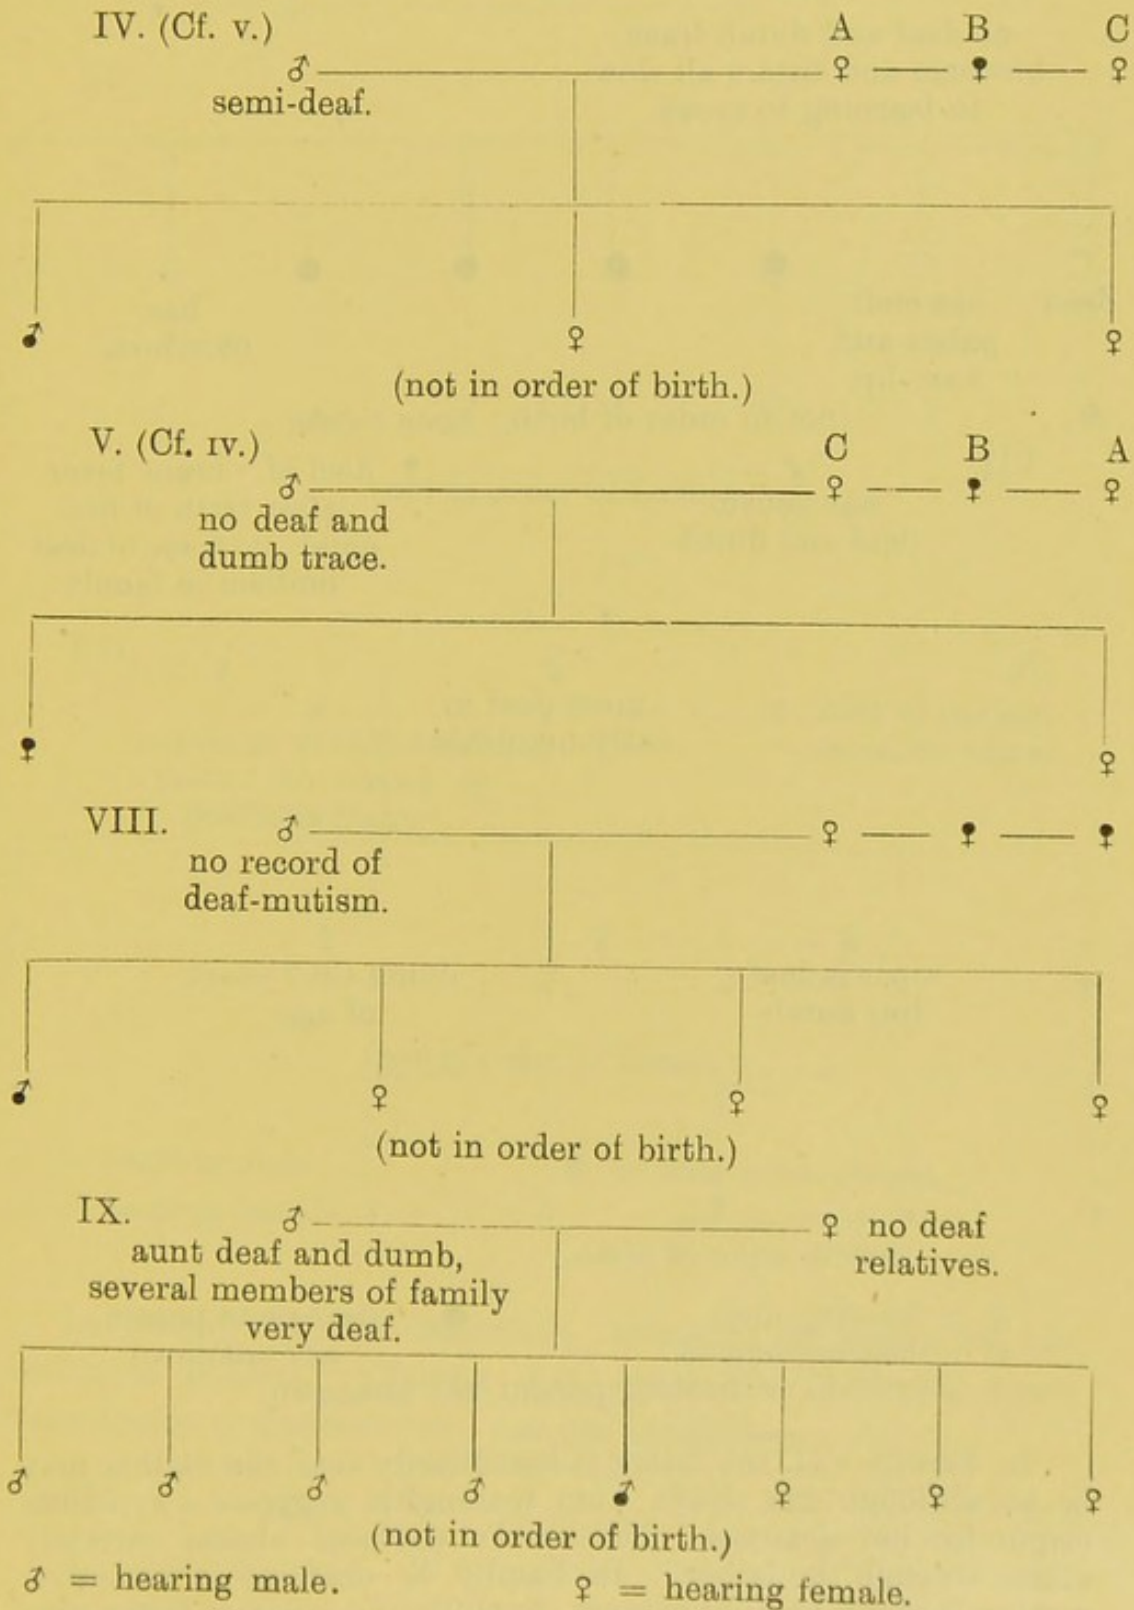 IV. (Cf. v.) A B C
♂ ♀ ♀ ♀
semi-deaf.
♂ ♀ ♀
(not in order of birth.)
V. (Cf. IV.) C B A
♂ ♀ ♀ ♀
no deaf and
dumb trace.
♀ ♀
VIII. ♂ ♀ ♀ ♀
no record of
deaf-mutism.
♂ ♀ ♀ ♀
(not in order of birth.)
IX. ♂ ♀ no deaf
relatives.
aunt deaf and dumb,
several members of family
very deaf.
♂ ♂ ♂ ♂ ♂ ♀ ♀ ♀
(not in order of birth.)
♂ = hearing male. ♀ = hearing female.